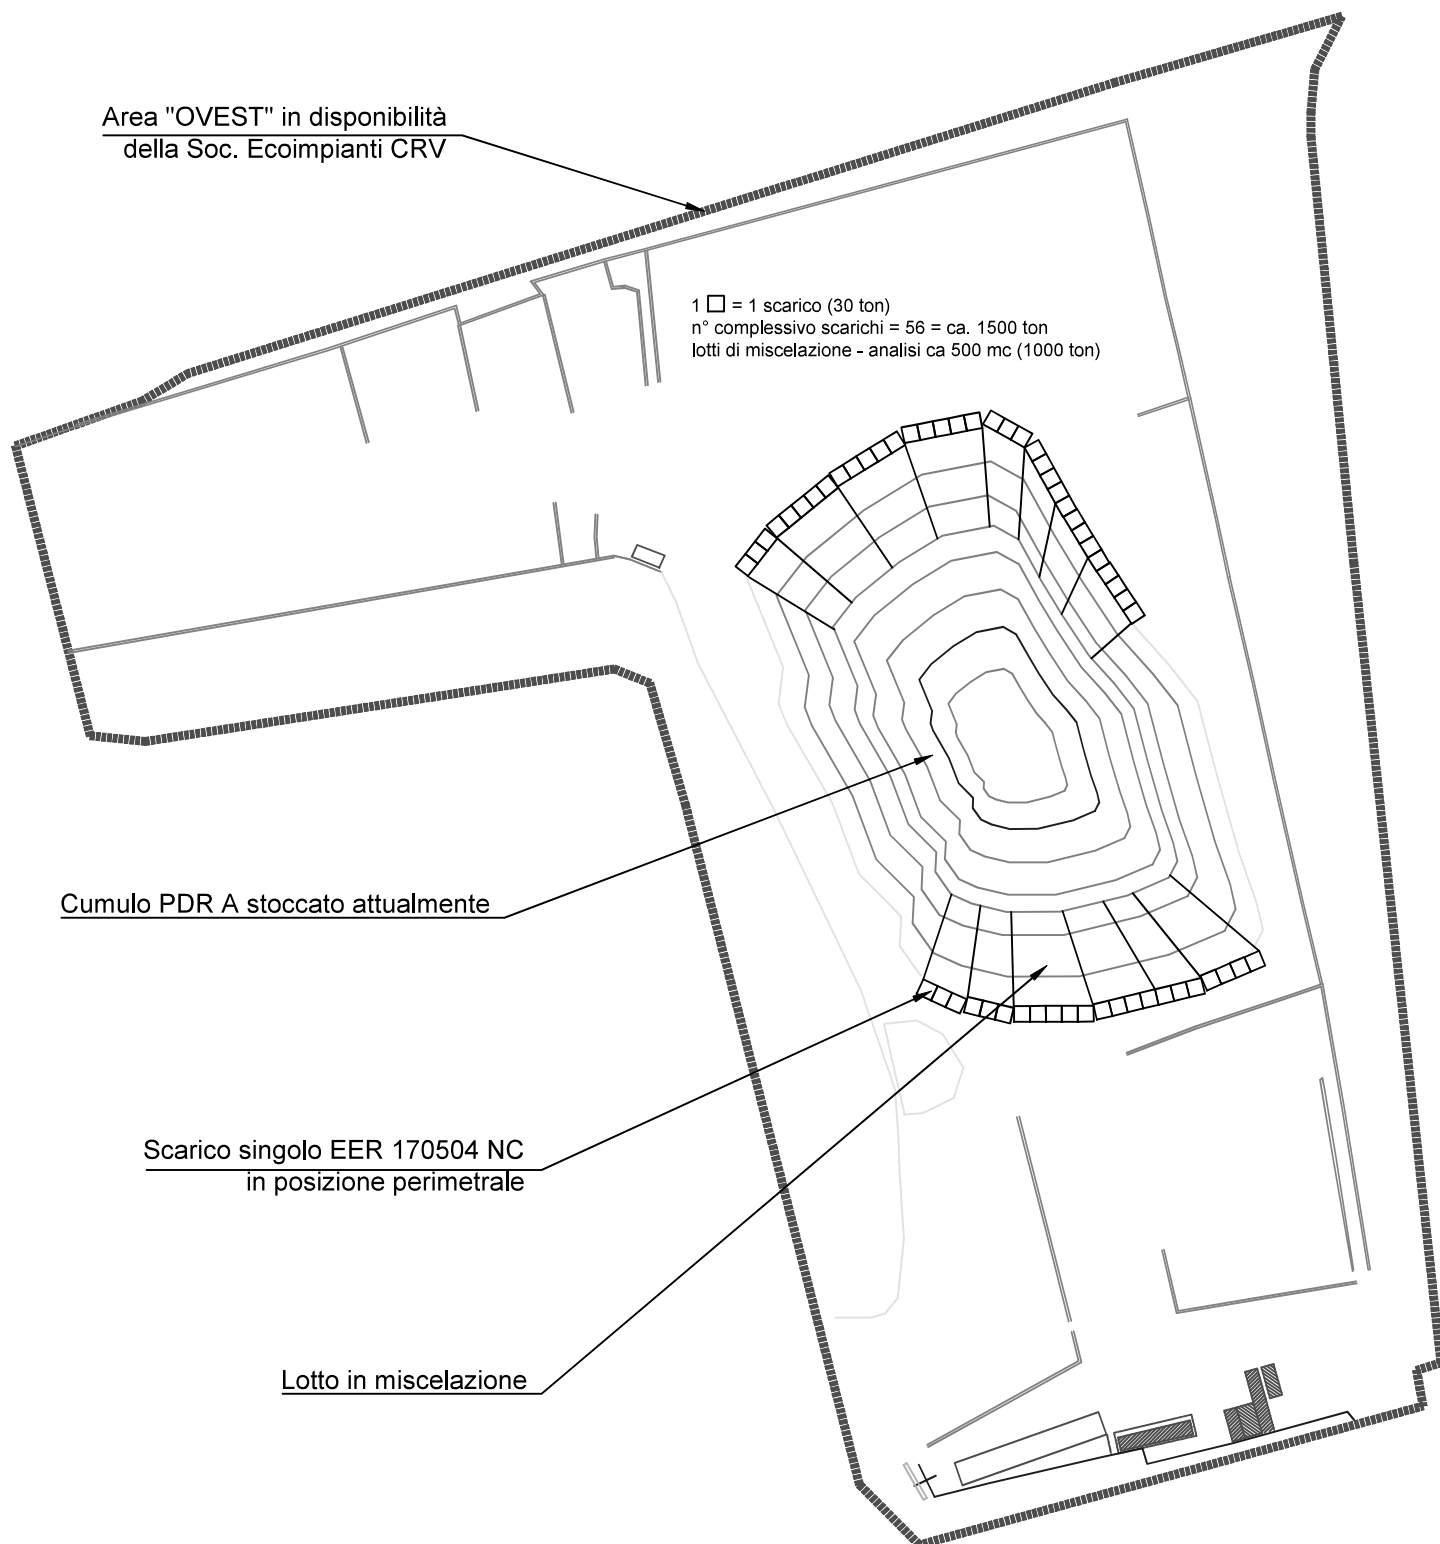 Area "OVEST" in disponibilità
della Soc. Ecoimpianti CRV
1 □ = 1 scarico (30 ton)
n° complessivo scarichi = 56 = ca. 1500 ton
lotti di miscelazione - analisi ca 500 mc (1000 ton)
Cumulo PDR A stoccato attualmente
Scarico singolo EER 170504 NC
in posizione perimetrale
Lotto in miscelazione